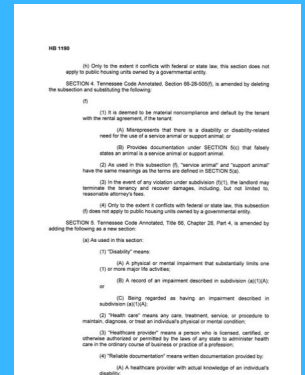 HB 1190
(h) Only to the extent it conflicts with federal or state law, this section does not
apply to public housing units owned by a governmental entity.
SECTION 4. Tennessee Code Annotated, Section 66-28-505(f), is amended by deleting
the subsection and substituting the following:
(f)
(1) It is deemed to be material noncompliance and default by the tenant
with the rental agreement, if the tenant:
(A) Misrepresents that there is a disability or disability-related
need for the use of a service animal or support animal; or
(B) Provides documentation under SECTION 5(c) that falsely
states an animal is a service animal or support animal.
(2) As used in this subsection (f), "service animal" and "support animal"
have the same meanings as the terms are defined in SECTION 5(a).
(3) In the event of any violation under subdivision (f)(1), the landlord may
terminate the tenancy and recover damages, including, but not limited to,
reasonable attorney's fees.
(4) Only to the extent it conflicts with federal or state law, this subsection
(f) does not apply to public housing units owned by a governmental entity.
SECTION 5. Tennessee Code Annotated, Title 66, Chapter 28, Part 4, is amended by
adding the following as a new section:
(a) As used in this section:
(1) "Disability" means:
(A) A physical or mental impairment that substantially limits one
(1) or more major life activities;
(B) A record of an impairment described in subdivision (a)(1)(A);
or
(C) Being regarded as having an impairment described in
subdivision (a)(1)(A);
(2) "Health care" means any care, treatment, service, or procedure to
maintain, diagnose, or treat an individual's physical or mental condition;
(3) "Healthcare provider" means a person who is licensed, certified, or
otherwise authorized or permitted by the laws of any state to administer health
care in the ordinary course of business or practice of a profession;
(4) "Reliable documentation" means written documentation provided by:
(A) A healthcare provider with actual knowledge of an individual's
disability;